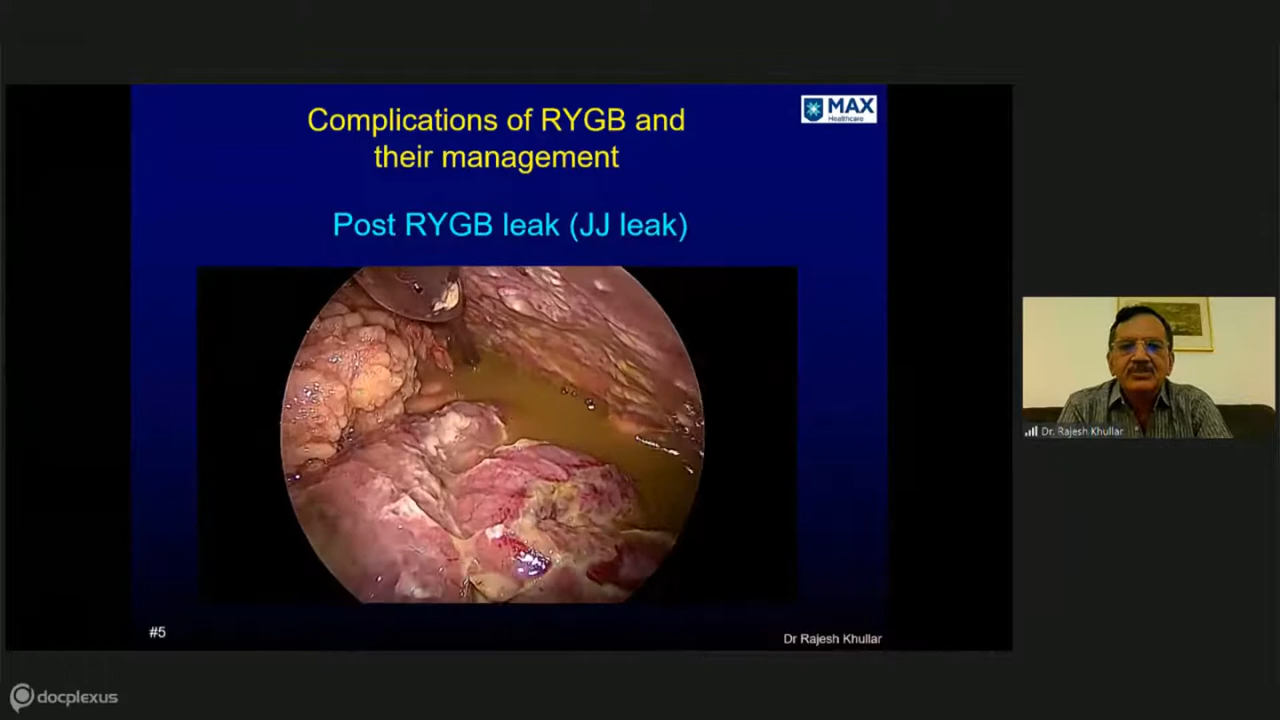 Complications of RYGB and
their management
MAX
Healthcare
Post RYGB leak (JJ leak)
Dr. Rajesh Khullar
#5
Dr Rajesh Khullar
docplexus